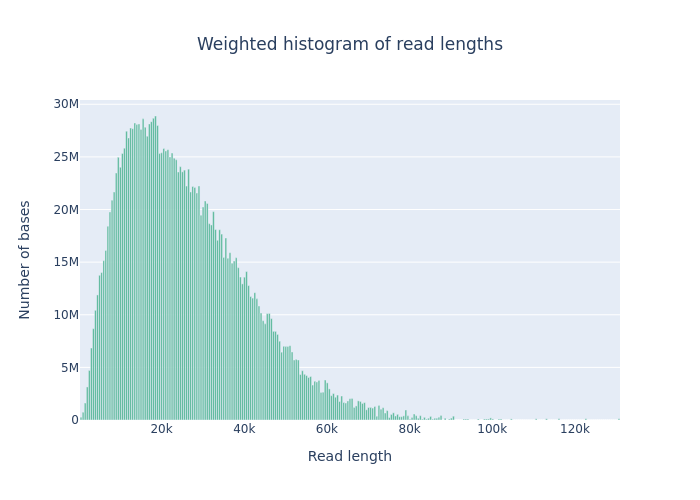 Weighted histogram of read lengths
30M
25M
20M
15M
10M
5M
0
Number of bases
20k 40k 60k 80k 100k 120k
Read length